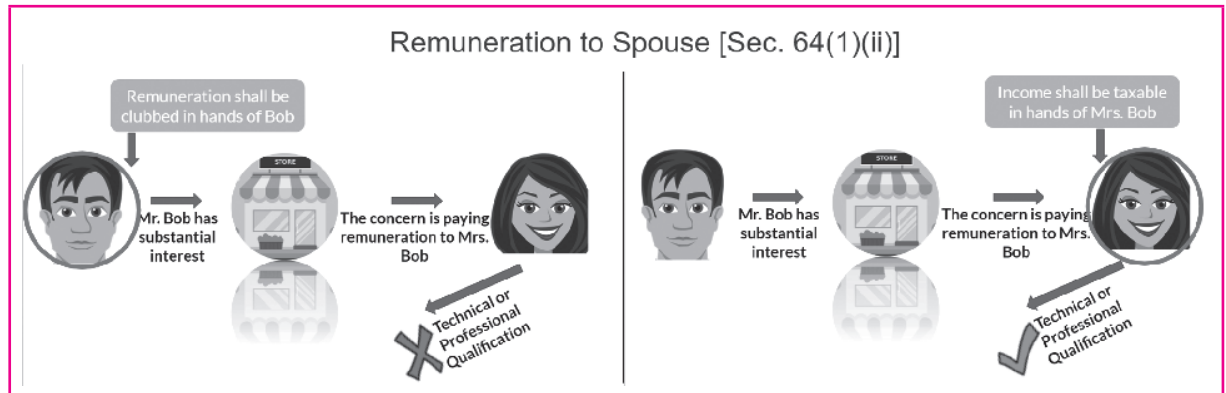 Remuneration to Spouse [Sec. 64(1)(ii)]
Remuneration shall be
clubbed in hands of Bob
STORE
Mr. Bob has
substantial
interest
The concern is paying
remuneration to Mrs.
Bob
Technical or
Professional
Qualification
Income shall be taxable
in hands of Mrs. Bob
STORE
Mr. Bob has
substantial
interest
The concern is paying
remuneration to Mrs.
Bob
Technical or
Professional
Qualification